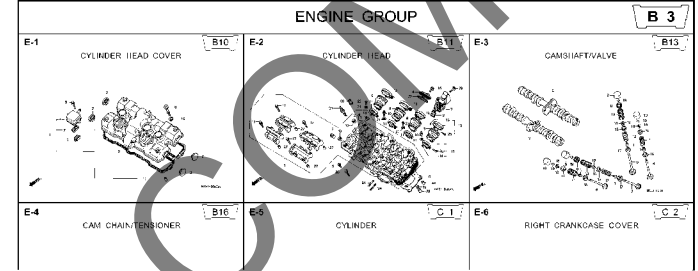 ENGINE GROUP
B 3
E-1
B10
CYLINDER HEAD COVER
E-2
B11
CYLINDER HEAD
E-3
B13
CAMSHAFT/VALVE
E-4
B16
CAM CHAIN/TENSIONER
E-5
C 1
CYLINDER
E-6
C 2
RIGHT CRANKCASE COVER
COM